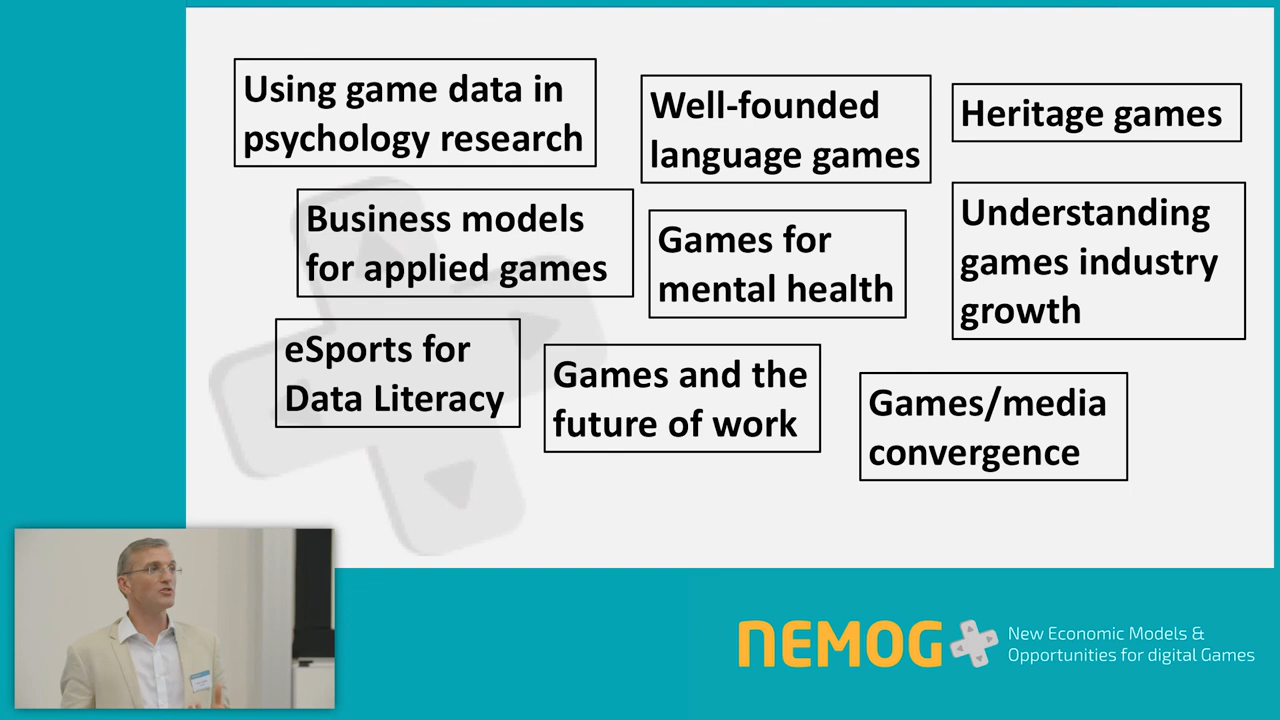 Using game data in
psychology research
Well-founded
language games
Heritage games
Business models
for applied games
Games for
mental health
Understanding
games industry
growth
eSports for
Data Literacy
Games and the
future of work
Games/media
convergence
NEMOG
New Economic Models &
Opportunities for digital Games